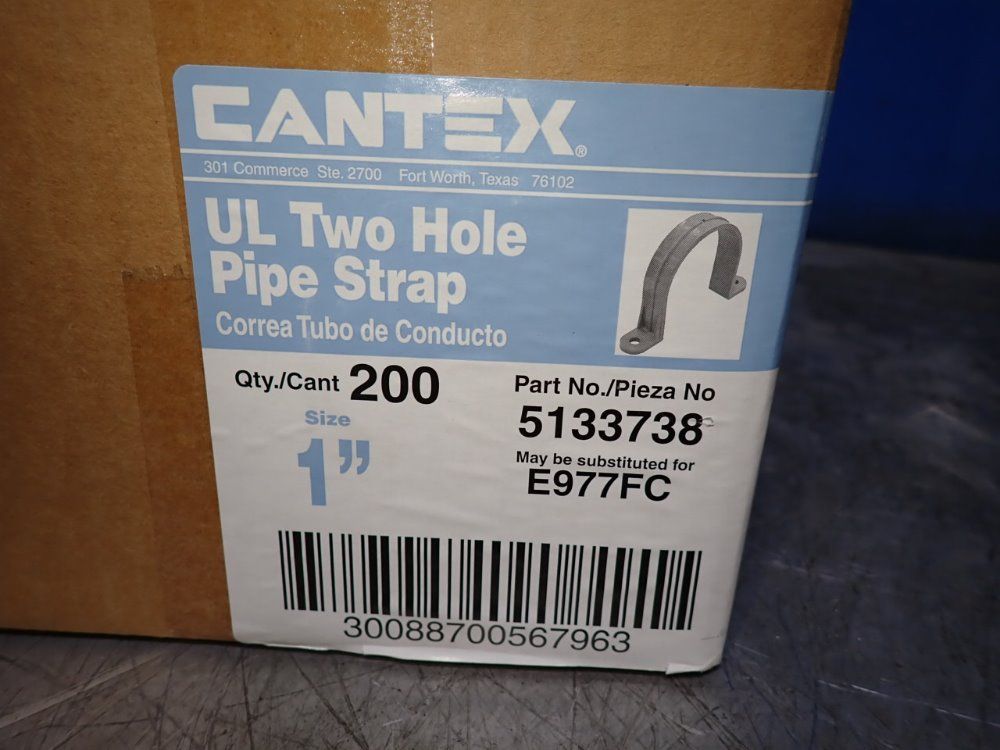 CANTEX®
301 Commerce Ste. 2700 Fort Worth, Texas 76102
UL Two Hole
Pipe Strap
Correa Tubo de Conducto
Qty./Cant 200
Size
1”
Part No./Pieza No
5133738
May be substituted for
E977FC
30088700567963